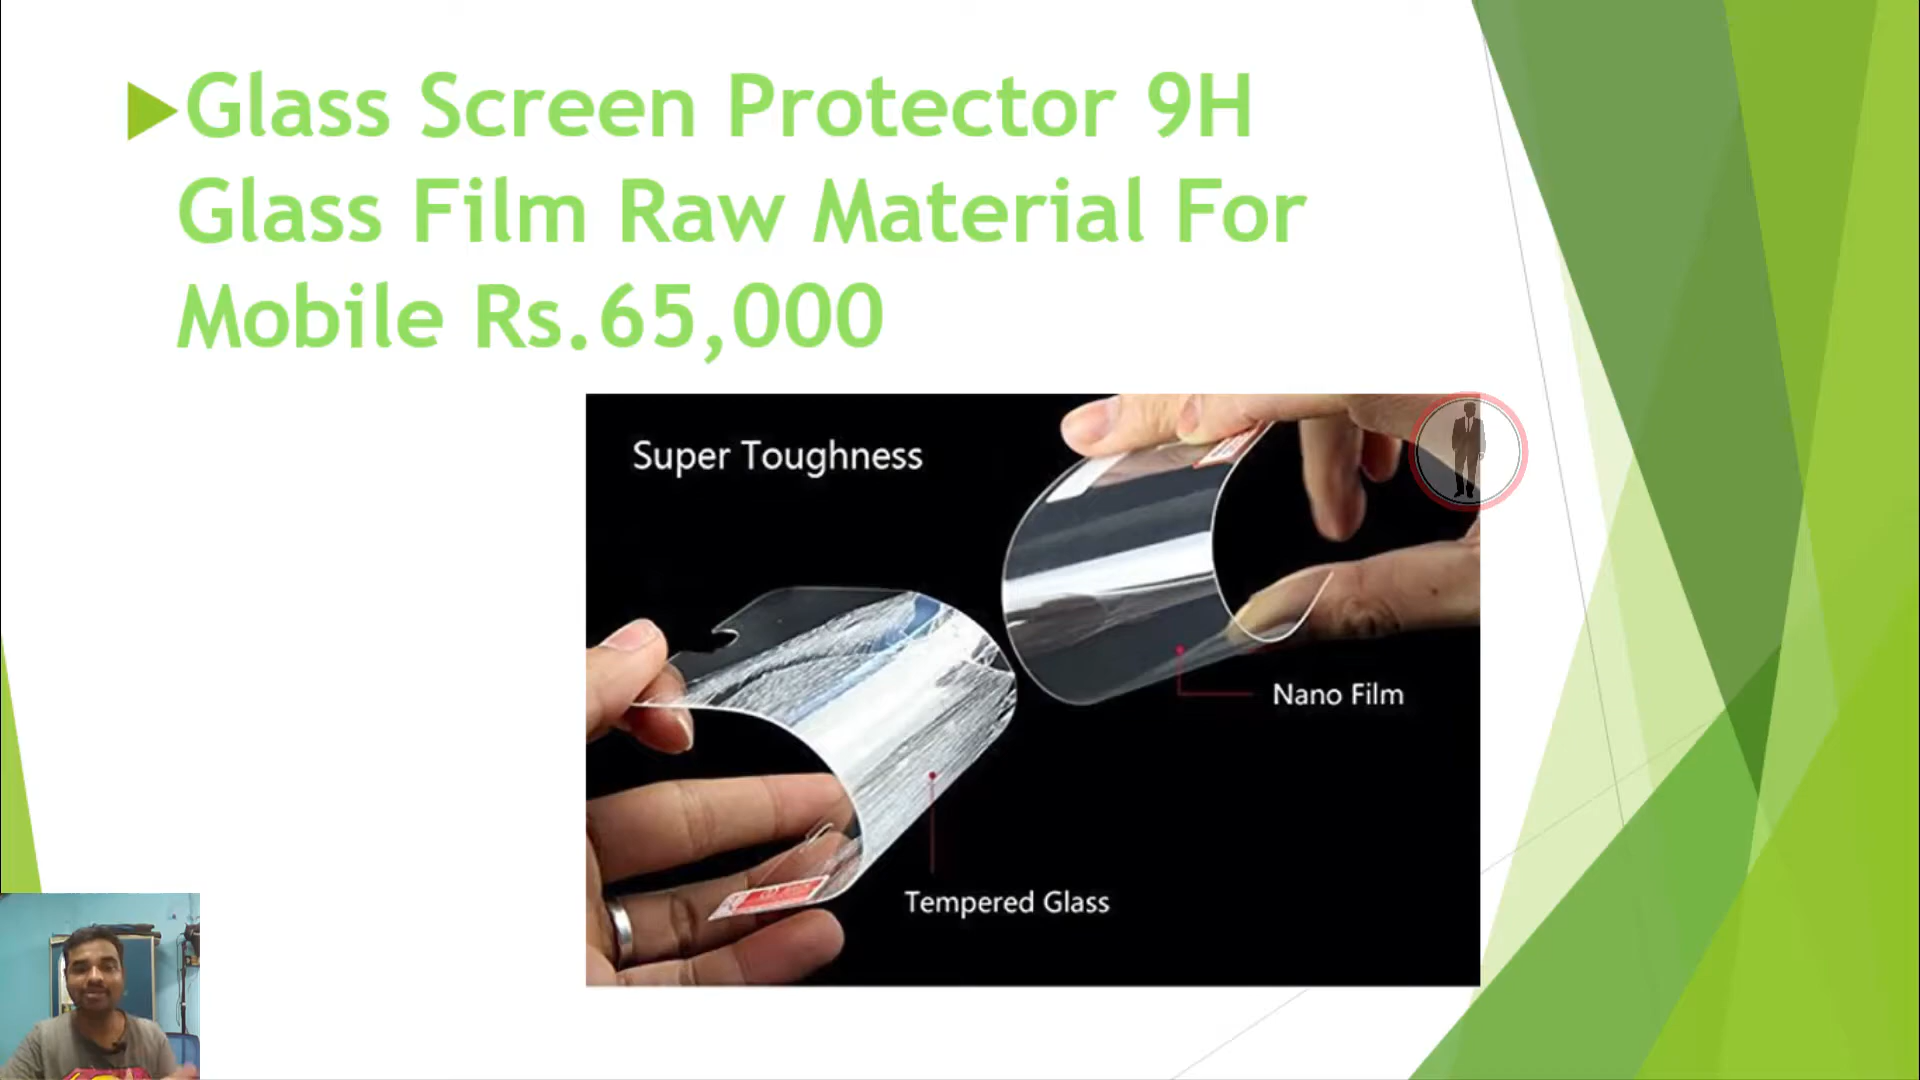 Glass Screen Protector 9H
Glass Film Raw Material For
Mobile Rs.65,000
Super Toughness
Nano Film
Tempered Glass